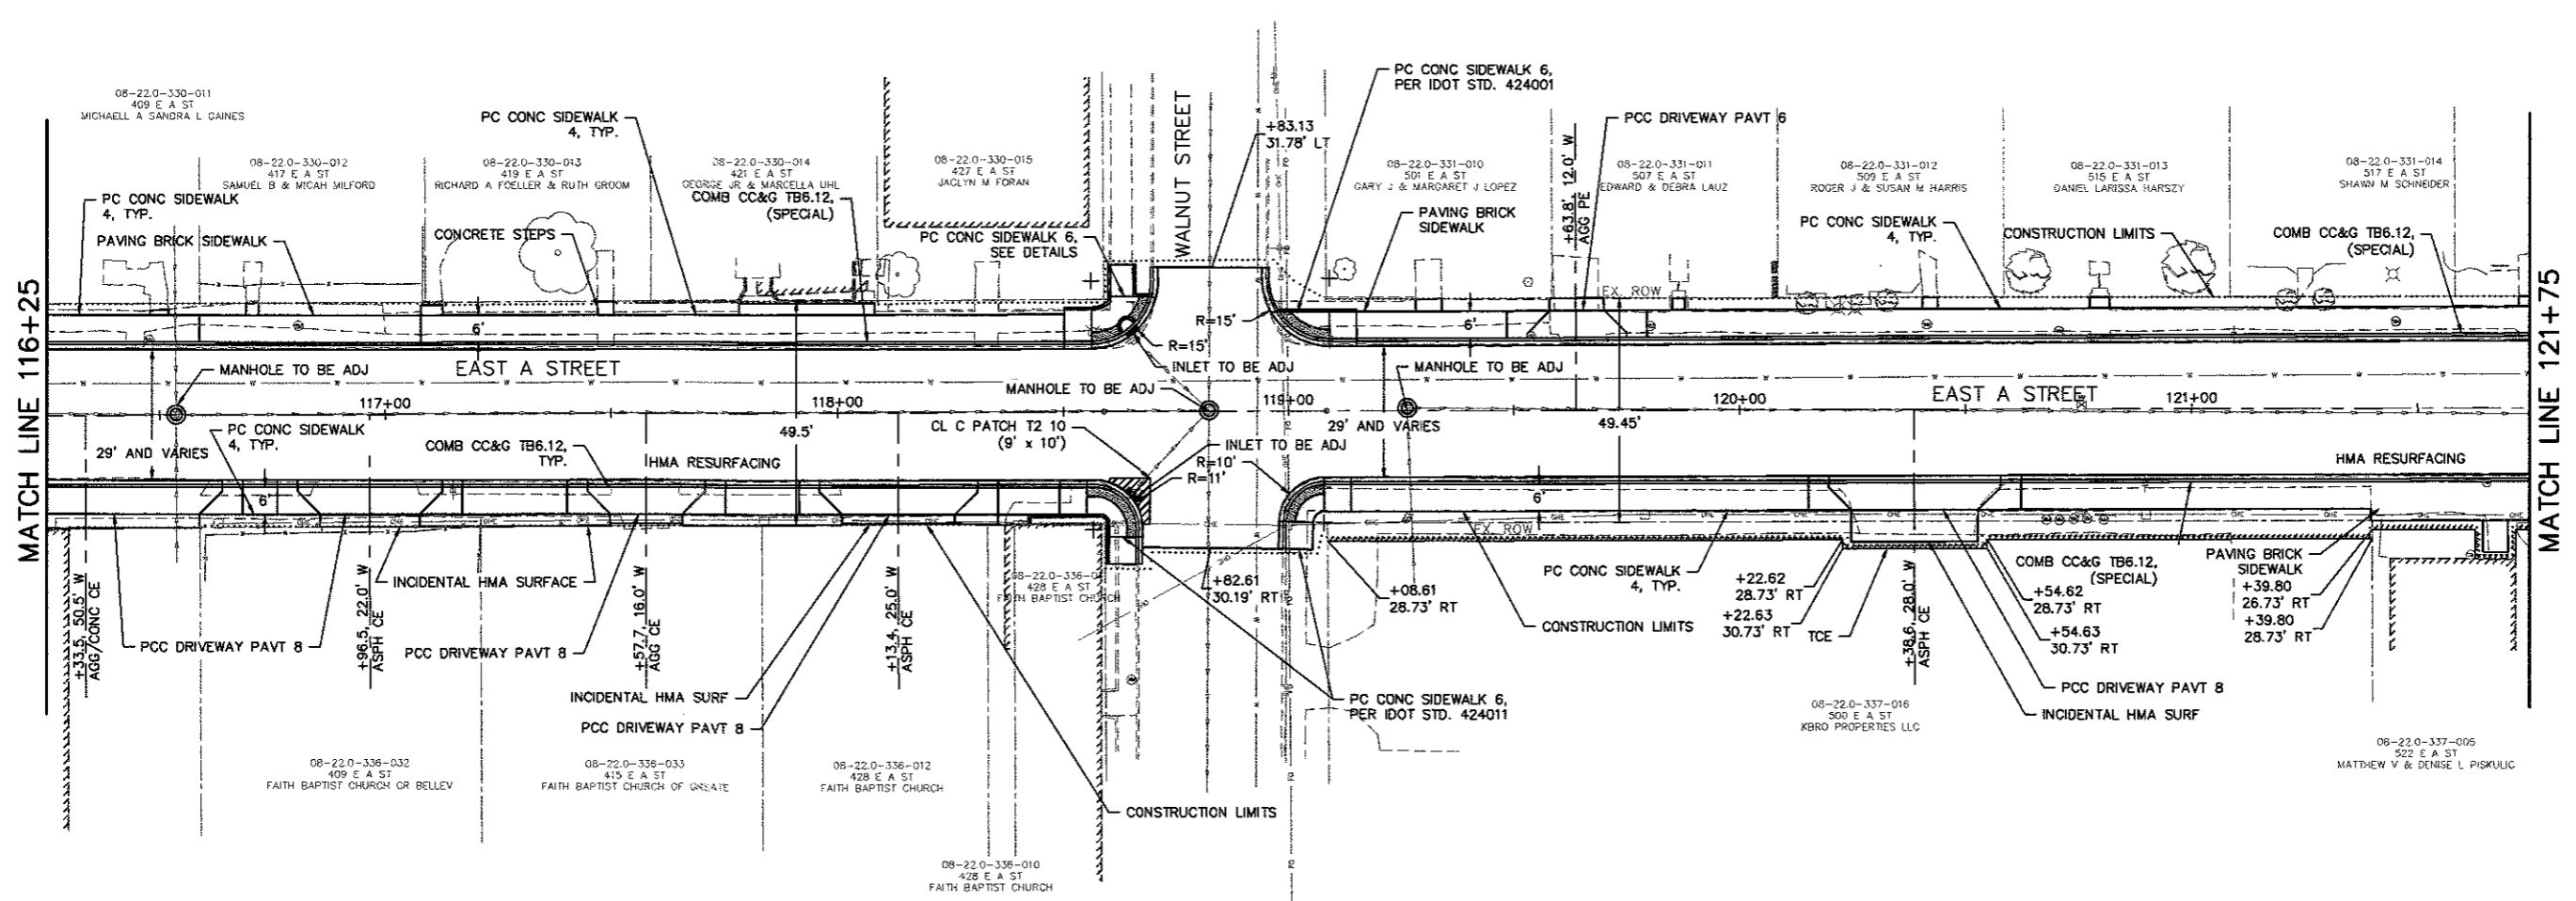 08-22.0-330-011
409 E A ST
MICHAELL A SANDRA L GAINES
08-22.0-330-012
417 E A ST
SAMUEL B & MICAH MILFORD
08-22.0-330-013
419 E A ST
RICHARD A FOELLER & RUTH GROOM
08-22.0-330-014
421 E A ST
GEORGE JR & MARCELLA UHL
08-22.0-330-015
427 E A ST
JACLYN M FORAN
08-22.0-331-010
501 E A ST
GARY J & MARGARET J LOPEZ
08-22.0-331-011
507 E A ST
EDWARD & DEBRA LAUZ
08-22.0-331-012
509 E A ST
ROGER J & SUSAN M HARRIS
08-22.0-331-013
515 E A ST
DANIEL LARISSA HARSZY
08-22.0-331-014
517 E A ST
SHAWN M SCHNEIDER
PC CONC SIDEWALK
4, TYP.
PAVING BRICK SIDEWALK
PC CONC SIDEWALK
4, TYP.
CONCRETE STEPS
COMB CC&G TB6.12,
(SPECIAL)
PC CONC SIDEWALK 6,
SEE DETAILS
WALNUT STREET
+83.13
31.78' LT
PC CONC SIDEWALK 6,
PER IDOT STD. 424001
PAVING BRICK
SIDEWALK
+63.8' 12.0' W
AGG PE
PCC DRIVEWAY PAVT 6
EX. ROW
PC CONC SIDEWALK
4, TYP.
CONSTRUCTION LIMITS
COMB CC&G TB6.12,
(SPECIAL)
MATCH LINE 116+25
MATCH LINE 121+75
6'
R=15'
R=15'
6'
EAST A STREET
INLET TO BE ADJ
MANHOLE TO BE ADJ
MANHOLE TO BE ADJ
MANHOLE TO BE ADJ
EAST A STREET
117+00
118+00
119+00
120+00
121+00
PC CONC SIDEWALK
4, TYP.
29' AND VARIES
COMB CC&G TB6.12,
TYP.
HMA RESURFACING
49.5'
CL C PATCH T2 10
(9' x 10')
INLET TO BE ADJ
R=10'
R=11'
29' AND VARIES
49.45'
HMA RESURFACING
6'
6'
EX. ROW
+33.5, 50.5' W
AGG/CONC CE
PCC DRIVEWAY PAVT 8
+96.5, 22.0' W
ASPH CE
INCIDENTAL HMA SURFACE
PCC DRIVEWAY PAVT 8
+57.7, 16.0' W
AGG CE
+13.4, 25.0' W
ASPH CE
INCIDENTAL HMA SURF
PCC DRIVEWAY PAVT 8
428 E A ST
FAITH BAPTIST CHURCH
+82.61
30.19' RT
+08.61
28.73' RT
PC CONC SIDEWALK
4, TYP.
CONSTRUCTION LIMITS
+22.62
28.73' RT
+22.63
30.73' RT
TCE
+38.6, 28.0' W
ASPH CE
+54.62
28.73' RT
+54.63
30.73' RT
COMB CC&G TB6.12,
(SPECIAL)
PAVING BRICK
SIDEWALK
+39.80
26.73' RT
+39.80
28.73' RT
PCC DRIVEWAY PAVT 8
INCIDENTAL HMA SURF
PC CONC SIDEWALK 6,
PER IDOT STD. 424011
CONSTRUCTION LIMITS
08-22.0-336-032
409 E A ST
FAITH BAPTIST CHURCH OR BELLEV
08-22.0-336-033
415 E A ST
FAITH BAPTIST CHURCH OF
08-22.0-336-012
428 E A ST
FAITH BAPTIST CHURCH
08-22.0-336-010
428 E A ST
FAITH BAPTIST CHURCH
08-22.0-337-016
500 E A ST
KBRO PROPERTIES LLC
08-22.0-337-005
522 E A ST
MATTHEW V & DENISE L PISKULIC